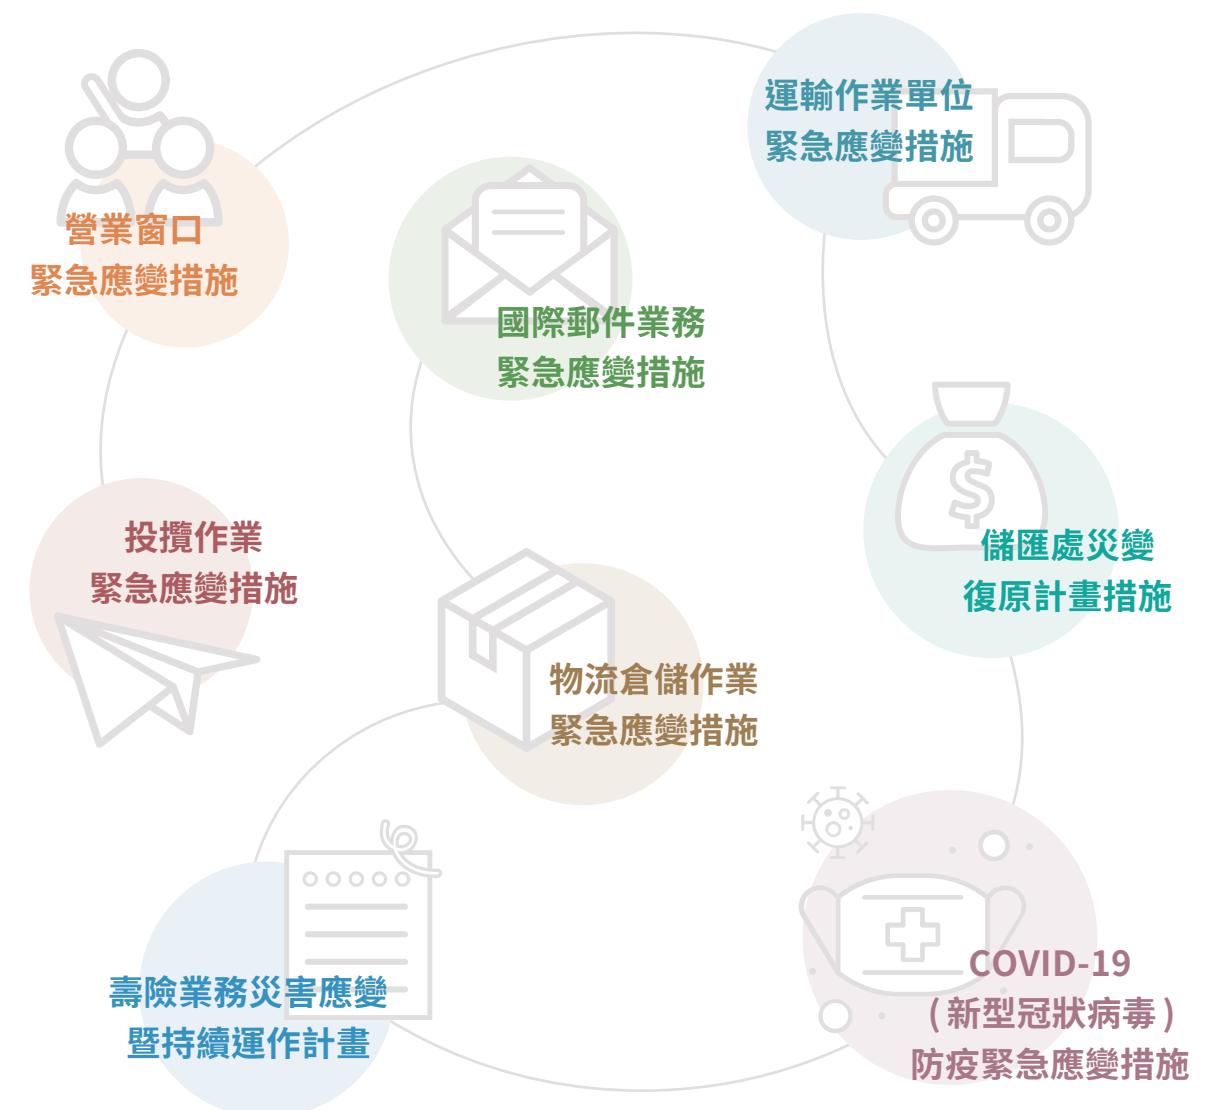 運輸作業單位
緊急應變措施
營業窗口
緊急應變措施
國際郵件業務
緊急應變措施
投攬作業
緊急應變措施
儲匯處災變
復原計畫措施
物流倉儲作業
緊急應變措施
壽險業務災害應變
暨持續運作計畫
COVID-19
(新型冠狀病毒)
防疫緊急應變措施
$